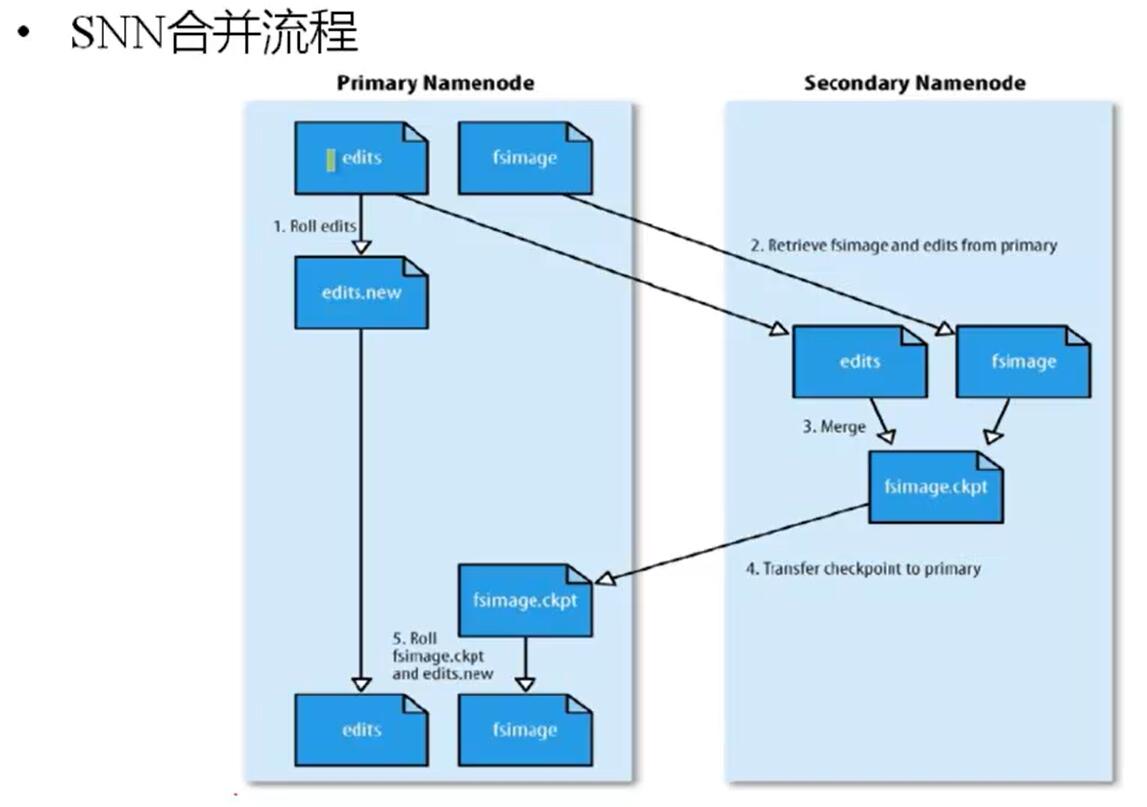 • SNN合并流程
Primary Namenode
Secondary Namenode
edits
fsimage
1. Roll edits
2. Retrieve fsimage and edits from primary
edits.new
edits
fsimage
3. Merge
fsimage.ckpt
4. Transfer checkpoint to primary
fsimage.ckpt
5. Roll
fsimage.ckpt
and edits.new
edits
fsimage